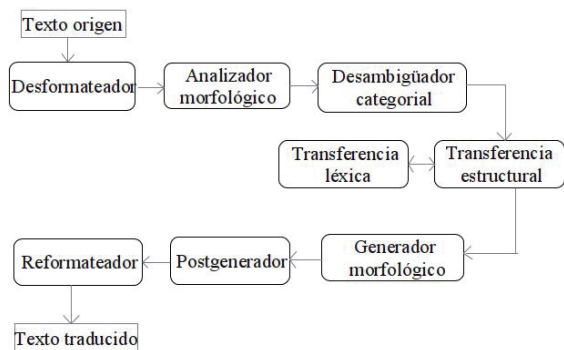 Texto origen
Desformateador
Analizador
morfológico
Desambigüador
categorial
Transferencia
léxica
Transferencia
estructural
Generador
morfológico
Postgenerador
Reformateador
Texto traducido